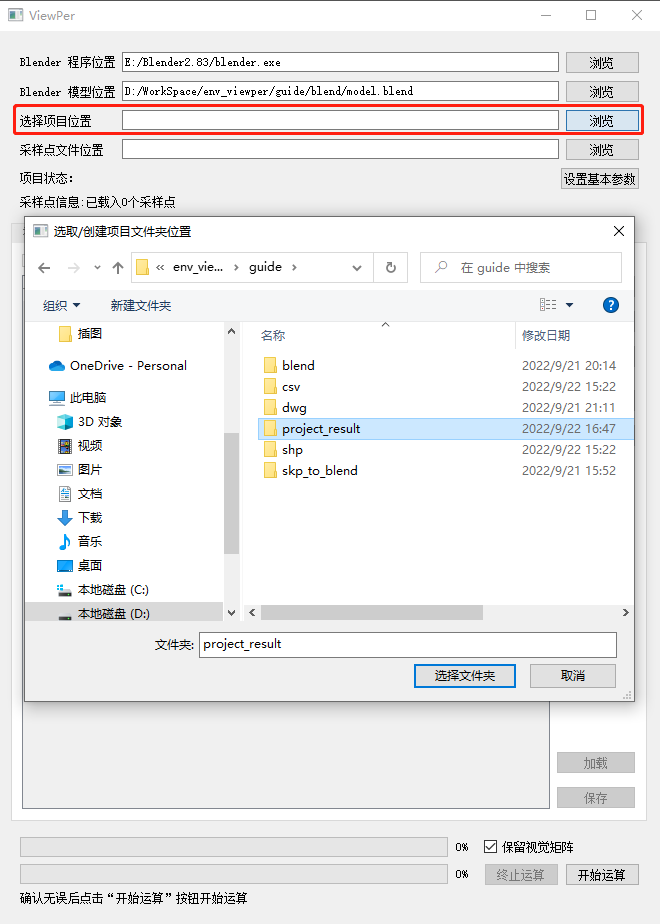 ViewPer
Blender 程序位置 E:/Blender2.83/blender.exe 浏览
Blender 模型位置 D:/WorkSpace/env_viewper/guide/blend/model.blend 浏览
选择项目位置 浏览
采样点文件位置 浏览
项目状态: 设置基本参数
采样点信息:已载入0个采样点
选取/创建项目文件夹位置
« env_vie... › guide › 在 guide 中搜索
组织 新建文件夹
名称 修改日期
插图
OneDrive - Personal
此电脑
3D 对象
视频
图片
文档
下载
音乐
桌面
本地磁盘 (C:)
本地磁盘 (D:)
blend 2022/9/21 20:14
csv 2022/9/22 15:22
dwg 2022/9/21 21:11
project_result 2022/9/22 16:47
shp 2022/9/22 15:22
skp_to_blend 2022/9/21 15:52
文件夹: project_result
选择文件夹 取消
加载
保存
0% 保留视觉矩阵
0% 终止运算 开始运算
确认无误后点击“开始运算”按钮开始运算